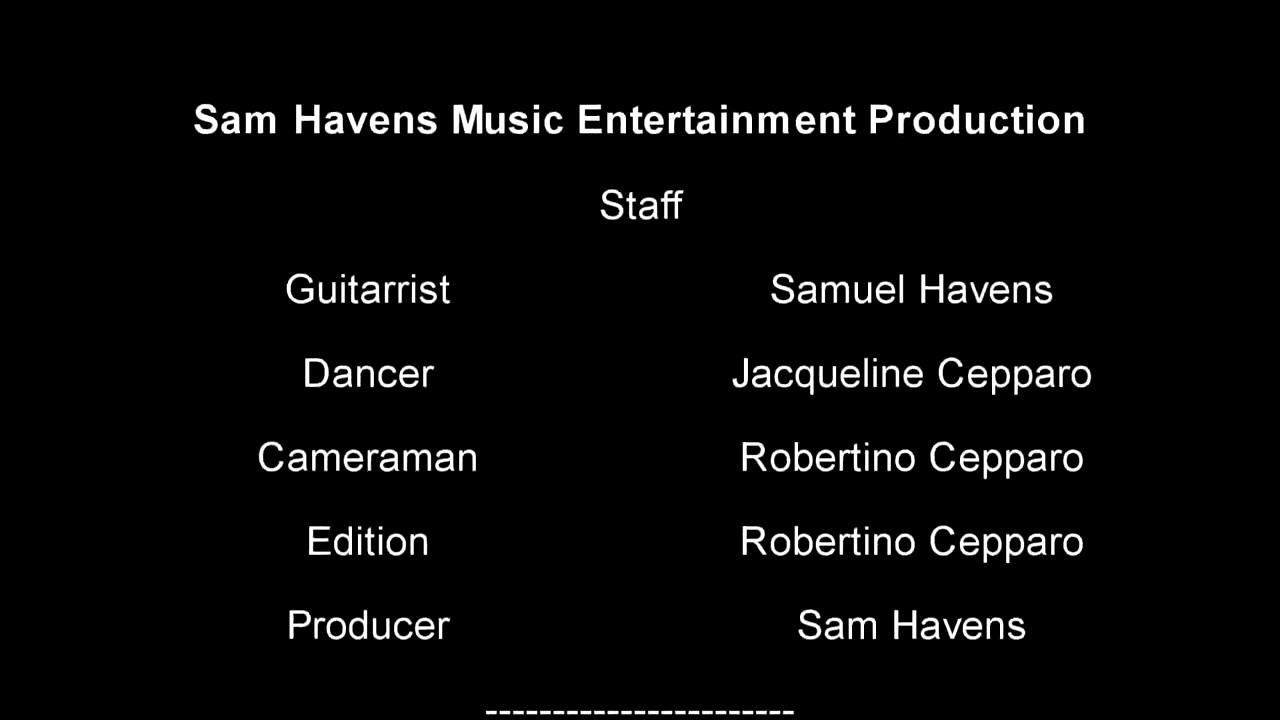 Sam Havens Music Entertainment Production
Staff
Guitarrist Samuel Havens
Dancer Jacqueline Cepparo
Cameraman Robertino Cepparo
Edition Robertino Cepparo
Producer Sam Havens
-----------------------